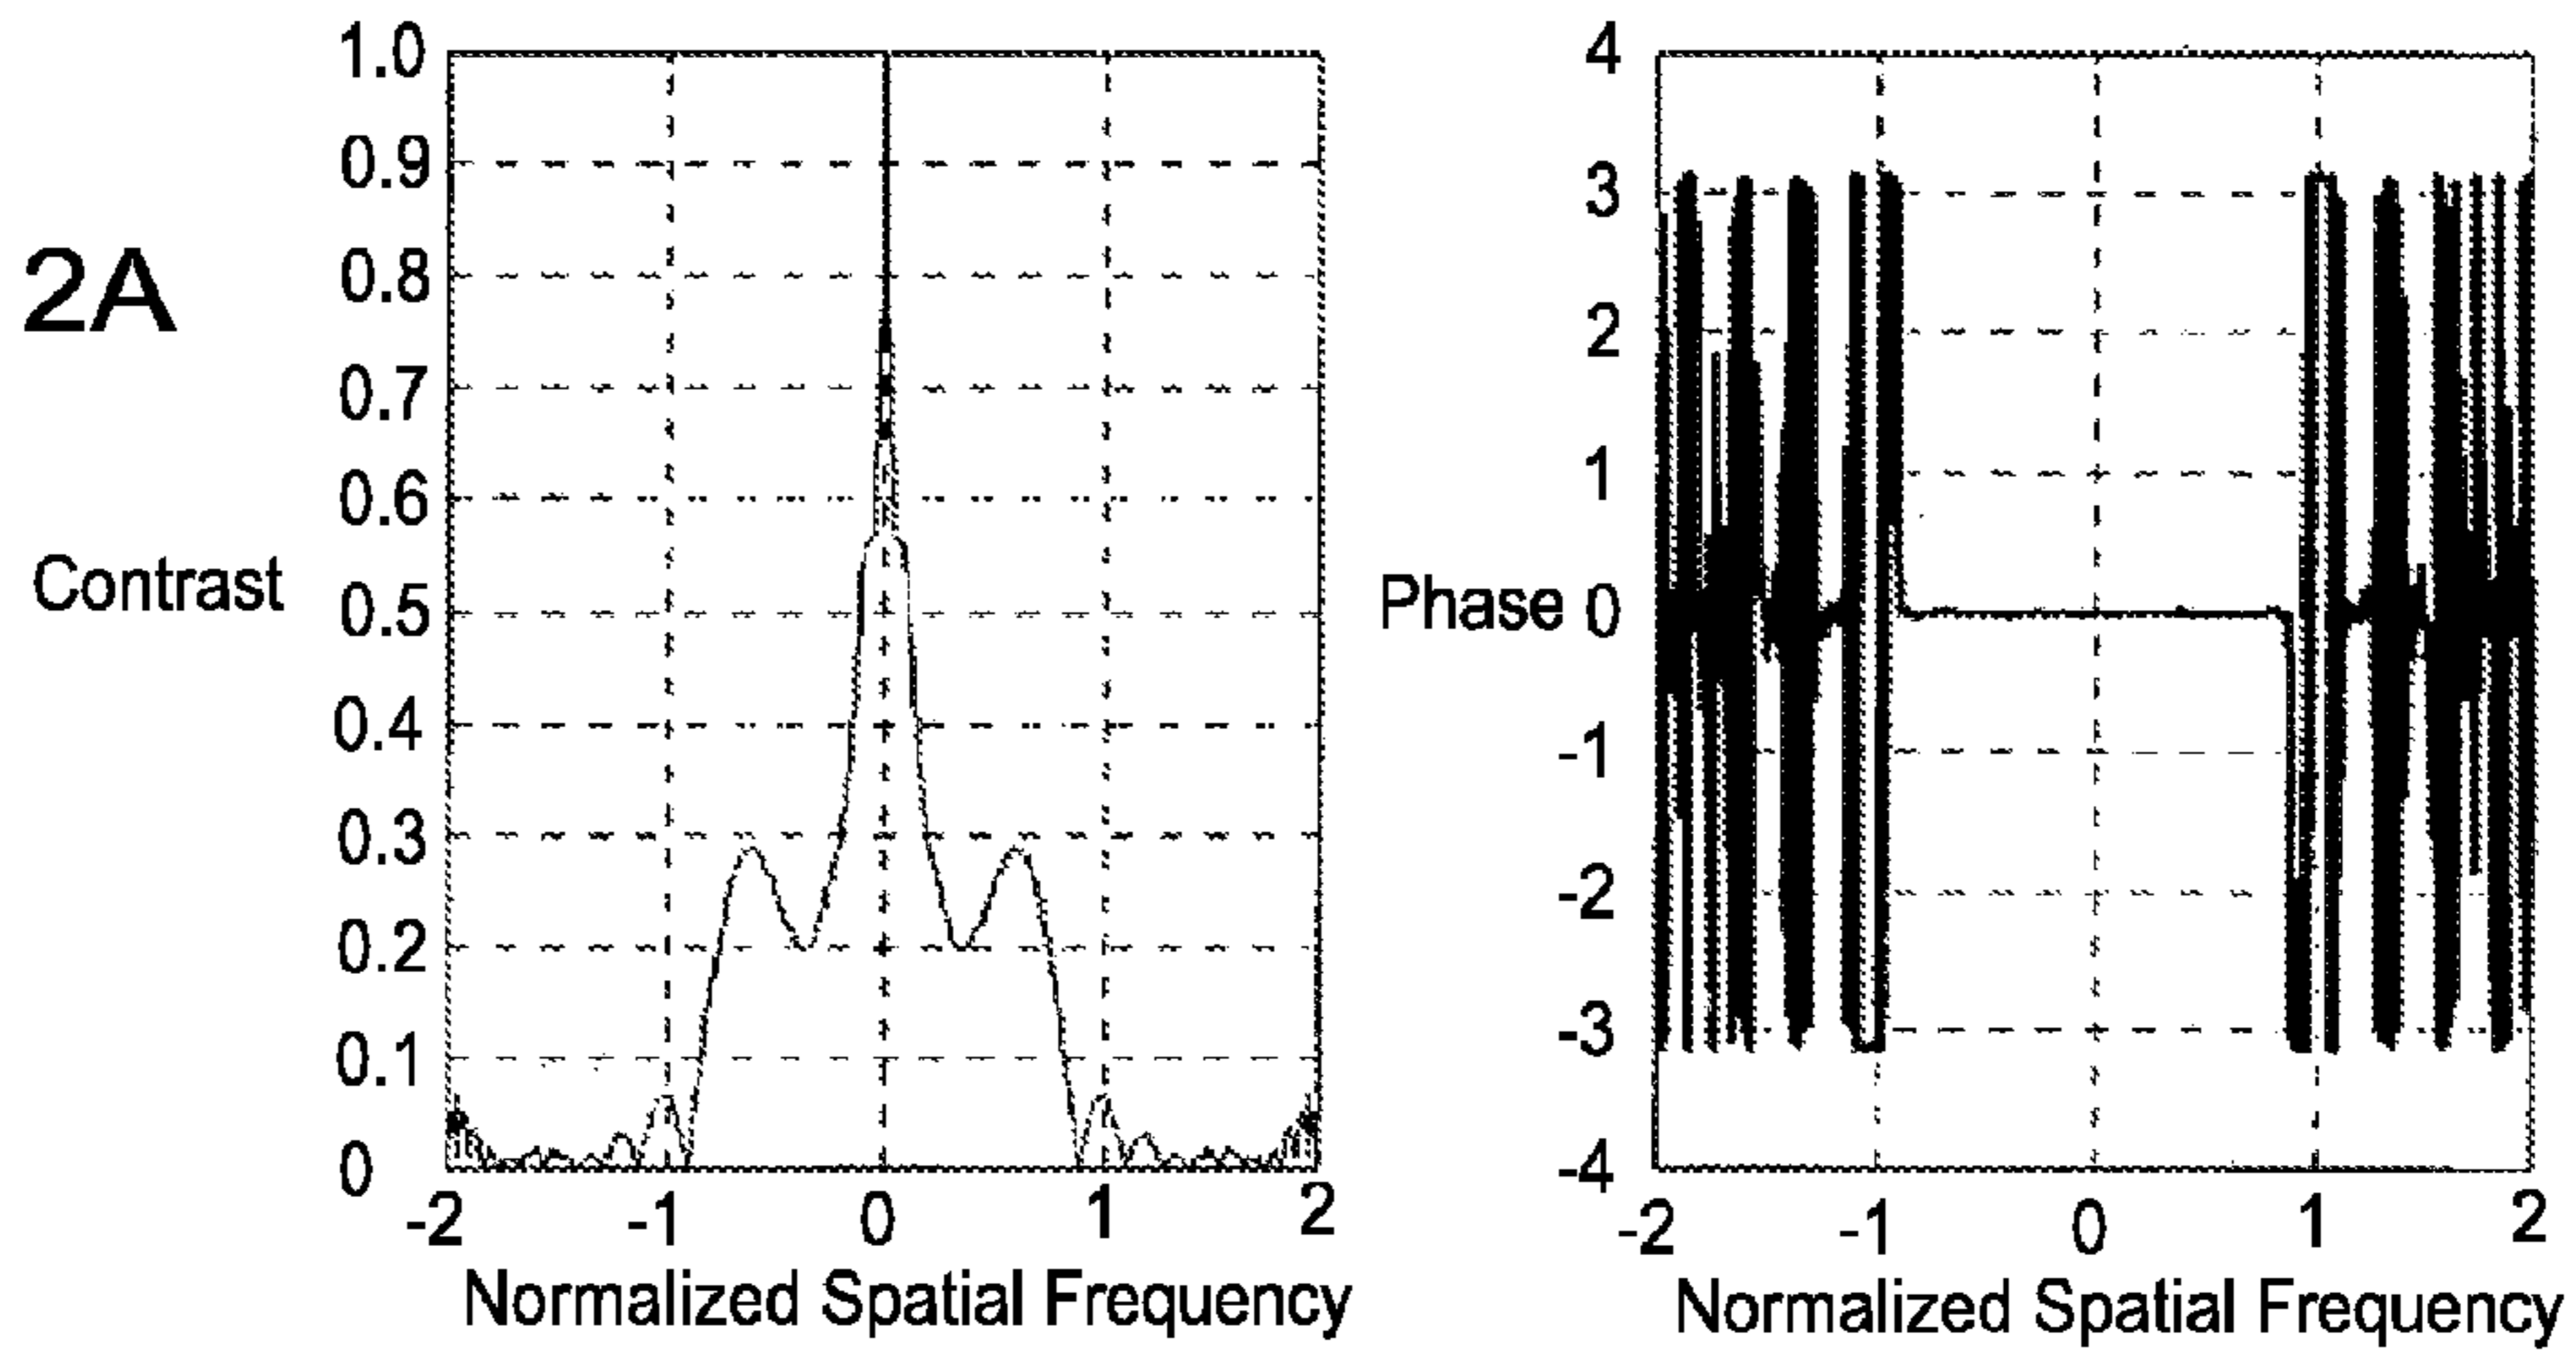 2A
Contrast
1.0
0.9
0.8
0.7
0.6
0.5
0.4
0.3
0.2
0.1
0
-2 -1 0 1 2
Normalized Spatial Frequency
Phase
4
3
2
1
0
-1
-2
-3
-4
-2 -1 0 1 2
Normalized Spatial Frequency